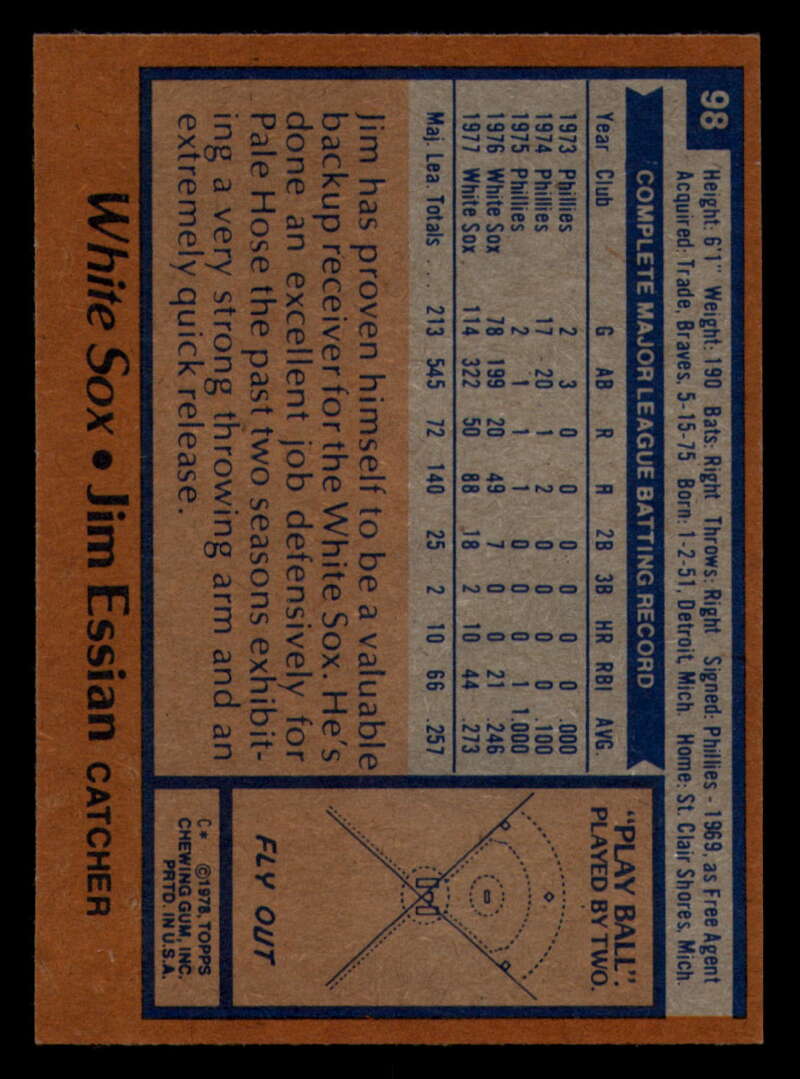 98
Height: 6'1" Weight: 190 Bats: Right Throws: Right Signed: Phillies - 1969, as Free Agent
Acquired: Trade, Braves, 5-15-75 Born: 1-2-51, Detroit, Mich. Home: St. Clair Shores, Mich.
COMPLETE MAJOR LEAGUE BATTING RECORD
Year Club G AB R H 2B 3B HR RBI AVG.
1973 Phillies 2 3 0 0 0 0 0 0 .000
1974 Phillies 17 20 1 2 0 0 0 0 .100
1975 Phillies 2 1 1 1 0 0 0 1 1.000
1976 White Sox 78 199 20 49 7 0 0 21 .246
1977 White Sox 114 322 50 88 18 2 10 44 .273
Maj. Lea. Totals .... 213 545 72 140 25 2 10 66 .257
Jim has proven himself to be a valuable
backup receiver for the White Sox. He's
done an excellent job defensively for
Pale Hose the past two seasons exhibit-
ing a very strong throwing arm and an
extremely quick release.
"PLAY BALL":
PLAYED BY TWO.
FLY OUT
C* ©1978, TOPPS
CHEWING GUM, INC.
PRTD. IN U.S.A.
White Sox • Jim Essian CATCHER